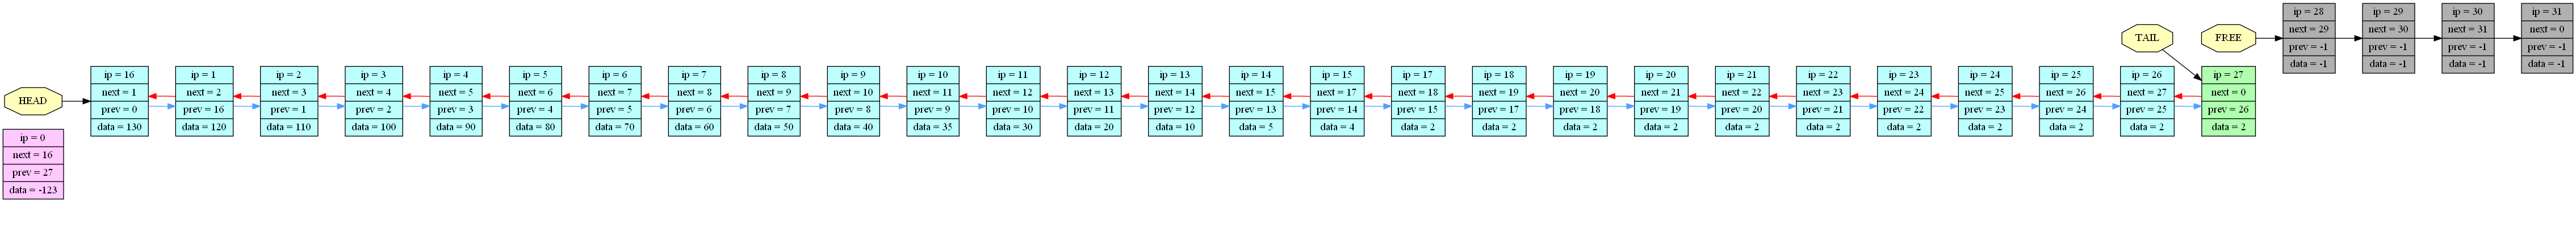 HEAD
ip = 0
next = 16
prev = 27
data = -123
ip = 16
next = 1
prev = 0
data = 130
ip = 1
next = 2
prev = 16
data = 120
ip = 2
next = 3
prev = 1
data = 110
ip = 3
next = 4
prev = 2
data = 100
ip = 4
next = 5
prev = 3
data = 90
ip = 5
next = 6
prev = 4
data = 80
ip = 6
next = 7
prev = 5
data = 70
ip = 7
next = 8
prev = 6
data = 60
ip = 8
next = 9
prev = 7
data = 50
ip = 9
next = 10
prev = 8
data = 40
ip = 10
next = 11
prev = 9
data = 35
ip = 11
next = 12
prev = 10
data = 30
ip = 12
next = 13
prev = 11
data = 20
ip = 13
next = 14
prev = 12
data = 10
ip = 14
next = 15
prev = 13
data = 5
ip = 15
next = 17
prev = 14
data = 4
ip = 17
next = 18
prev = 15
data = 2
ip = 18
next = 19
prev = 17
data = 2
ip = 19
next = 20
prev = 18
data = 2
ip = 20
next = 21
prev = 19
data = 2
ip = 21
next = 22
prev = 20
data = 2
ip = 22
next = 23
prev = 21
data = 2
ip = 23
next = 24
prev = 22
data = 2
ip = 24
next = 25
prev = 23
data = 2
ip = 25
next = 26
prev = 24
data = 2
ip = 26
next = 27
prev = 25
data = 2
TAIL
ip = 27
next = 0
prev = 26
data = 2
FREE
ip = 28
next = 29
prev = -1
data = -1
ip = 29
next = 30
prev = -1
data = -1
ip = 30
next = 31
prev = -1
data = -1
ip = 31
next = 0
prev = -1
data = -1